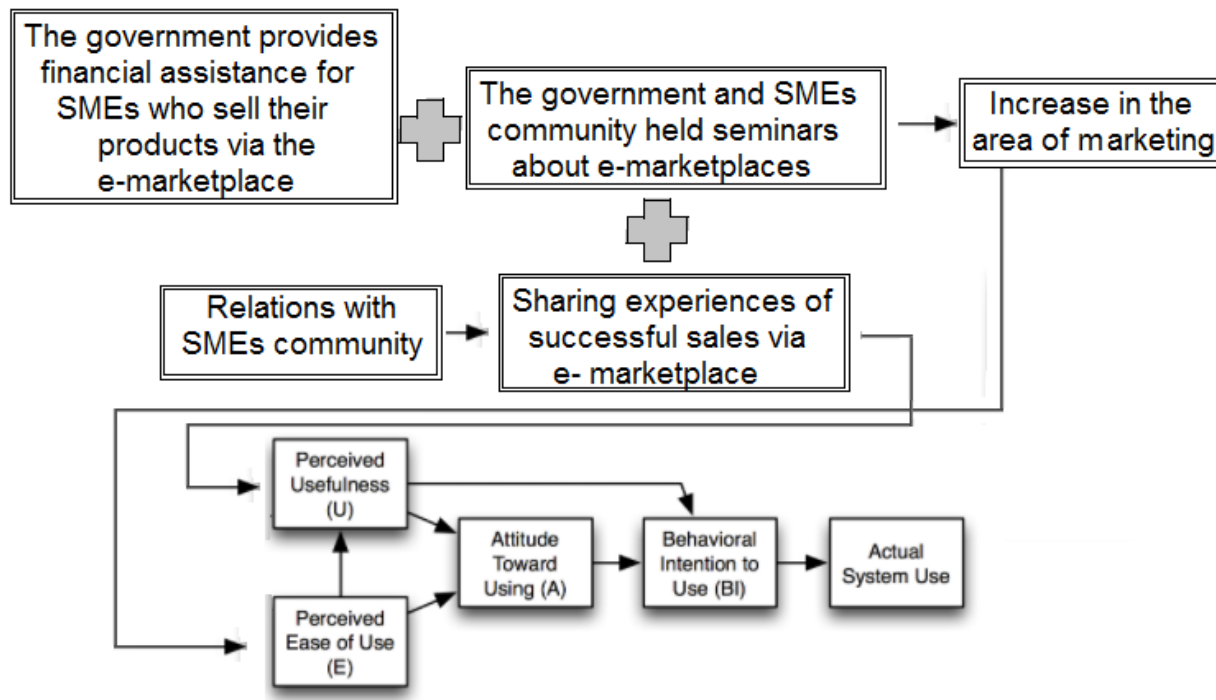 The government provides
financial assistance for
SMEs who sell their
products via the
e-marketplace
The government and SMEs
community held seminars
about e-marketplaces
Increase in the
area of marketing
Relations with
SMEs community
Sharing experiences of
successful sales via
e- marketplace
Perceived
Usefulness
(U)
Attitude
Toward
Using (A)
Behavioral
Intention to
Use (BI)
Actual
System Use
Perceived
Ease of Use
(E)